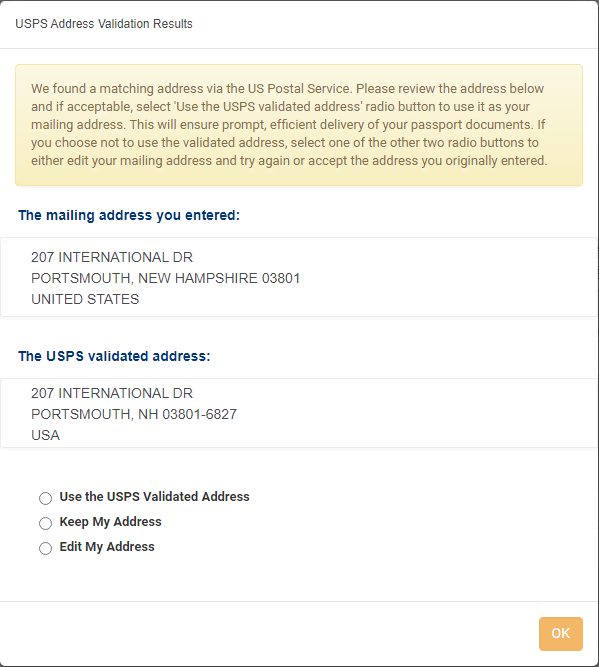 USPS Address Validation Results
We found a matching address via the US Postal Service. Please review the address below
and if acceptable, select 'Use the USPS validated address' radio button to use it as your
mailing address. This will ensure prompt, efficient delivery of your passport documents. If
you choose not to use the validated address, select one of the other two radio buttons to
either edit your mailing address and try again or accept the address you originally entered.
The mailing address you entered:
207 INTERNATIONAL DR
PORTSMOUTH, NEW HAMPSHIRE 03801
UNITED STATES
The USPS validated address:
207 INTERNATIONAL DR
PORTSMOUTH, NH 03801-6827
USA
Use the USPS Validated Address
Keep My Address
Edit My Address
OK